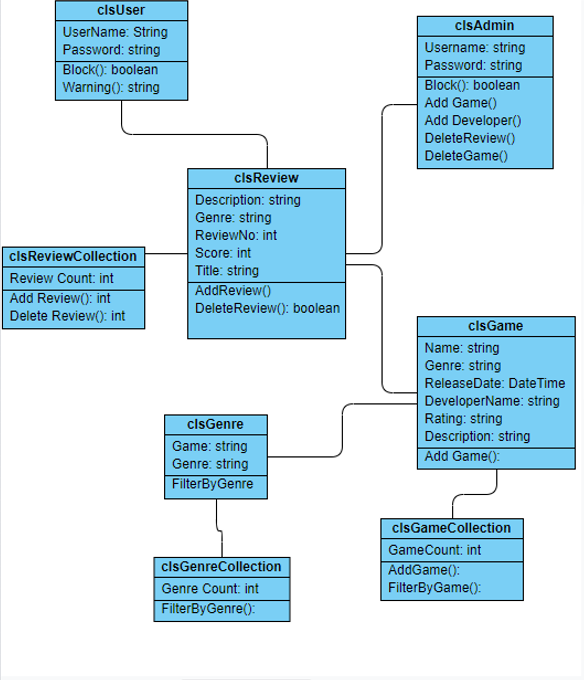 clsUser
UserName: String
Password: string
Block(): boolean
Warning(): string
clsAdmin
Username: string
Password: string
Block(): boolean
Add Game()
Add Developer()
DeleteReview()
DeleteGame()
clsReview
Description: string
Genre: string
ReviewNo: int
Score: int
Title: string
AddReview()
DeleteReview(): boolean
clsReviewCollection
Review Count: int
Add Review(): int
Delete Review(): int
clsGame
Name: string
Genre: string
ReleaseDate: DateTime
DeveloperName: string
Rating: string
Description: string
Add Game():
clsGenre
Game: string
Genre: string
FilterByGenre
clsGameCollection
GameCount: int
AddGame():
FilterByGame():
clsGenreCollection
Genre Count: int
FilterByGenre():